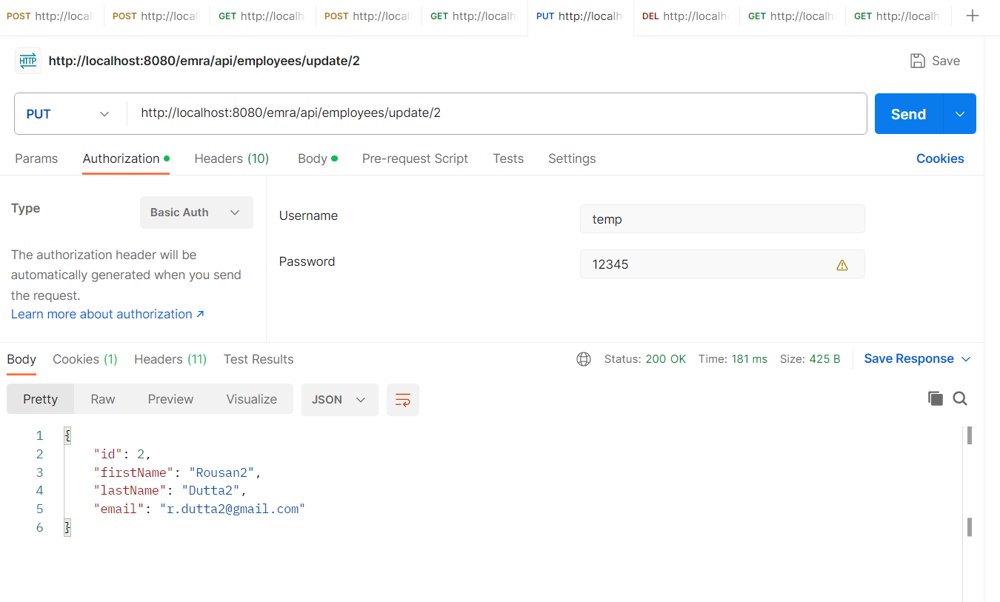 POST http://local POST http://local GET http://localh POST http://local GET http://localh PUT http://localh DEL http://localh GET http://localh GET http://localh
HTTP http://localhost:8080/emra/api/employees/update/2 Save
PUT http://localhost:8080/emra/api/employees/update/2 Send
Params Authorization Headers (10) Body Pre-request Script Tests Settings Cookies
Type Basic Auth
Username temp
The authorization header will be
automatically generated when you send
the request.
Learn more about authorization ↗
Password 12345
Body Cookies (1) Headers (11) Test Results Status: 200 OK Time: 181 ms Size: 425 B Save Response
Pretty Raw Preview Visualize JSON
1 {
2 "id": 2,
3 "firstName": "Rousan2",
4 "lastName": "Dutta2",
5 "email": "r.dutta2@gmail.com"
6 }